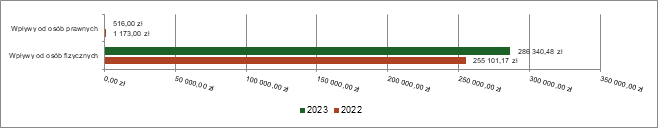 Wpływy od osób prawnych
516,00 zł
1 173,00 zł
Wpływy od osób fizycznych
286 340,48 zł
255 101,17 zł
0,00 zł
50 000,00 zł
100 000,00 zł
150 000,00 zł
200 000,00 zł
250 000,00 zł
300 000,00 zł
350 000,00 zł
2023 2022